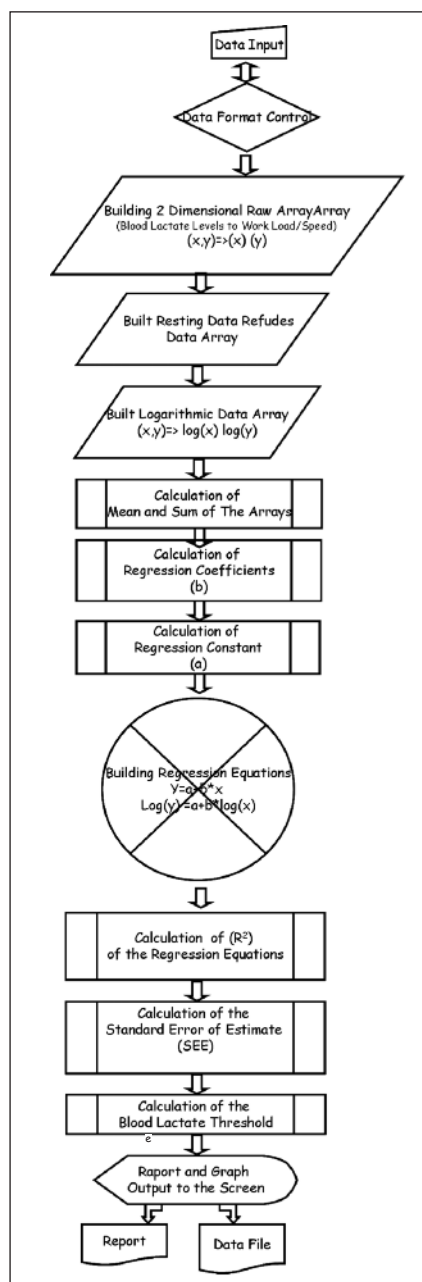 Data Input
Data Format Control
Building 2 Dimensional Raw ArrayArray
(Blood Lactate Levels to Work Load/Speed)
(x,y)=>(x) (y)
Built Resting Data Refudes
Data Array
Built Logarithmic Data Array
(x,y)=> log(x) log(y)
Calculation of
Mean and Sum of The Arrays
Calculation of
Regression Coefficients
(b)
Calculation of
Regression Constant
(a)
Building Regression Equations
Y=a+b*x
Log(y)=a+b*log(x)
Calculation of (R²)
of the Regression Equations
Calculation of the
Standard Error of Estimate
(SEE)
Calculation of the
Blood Lactate Threshold
e
Raport and Graph
Output to the Screen
Report
Data File